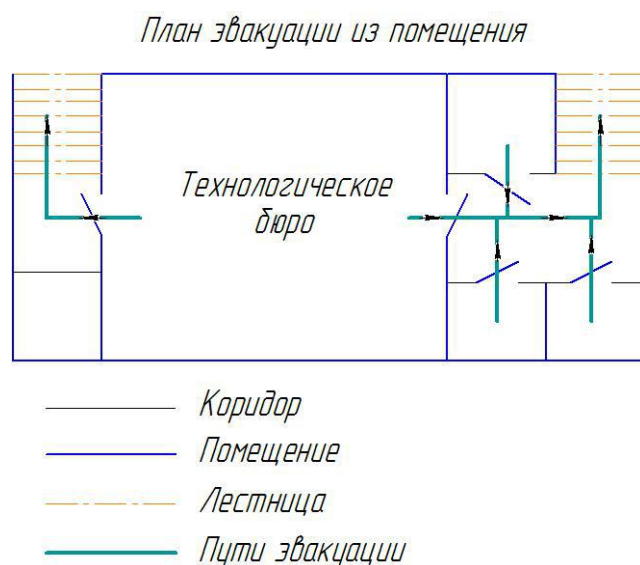 План эвакуации из помещения
Технологическое
бюро
Коридор
Помещение
Лестница
Пути эвакуации